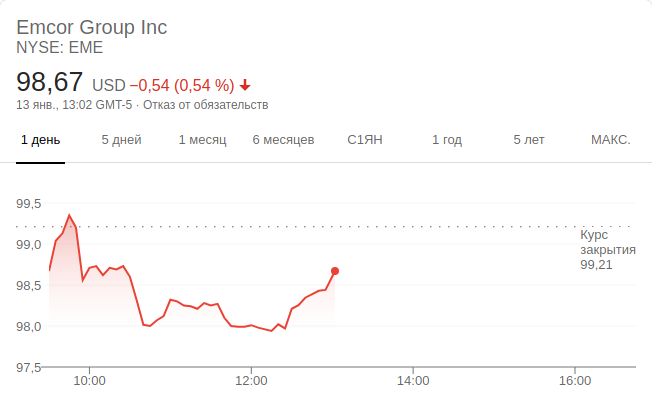 Emcor Group Inc
NYSE: EME
98,67 USD −0,54 (0,54 %)
13 янв., 13:02 GMT-5 · Отказ от обязательств
1 день 5 дней 1 месяц 6 месяцев С1ЯН 1 год 5 лет МАКС.
99,5
99,0
98,5
98,0
97,5
Курс
закрытия
99,21
10:00 12:00 14:00 16:00